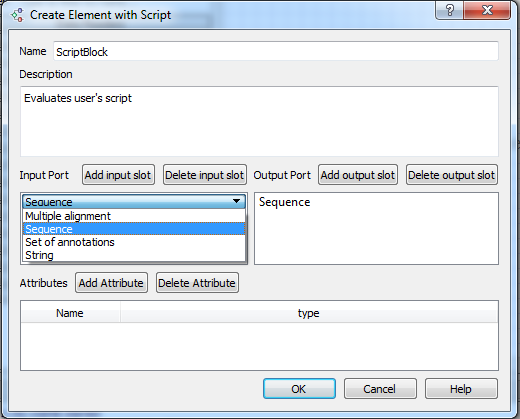 Create Element with Script
Name ScriptBlock
Description
Evaluates user's script
Input Port Add input slot Delete input slot Output Port Add output slot Delete output slot
Sequence Sequence
Multiple alignment
Sequence
Set of annotations
String
Attributes Add Attribute Delete Attribute
Name type
OK Cancel Help